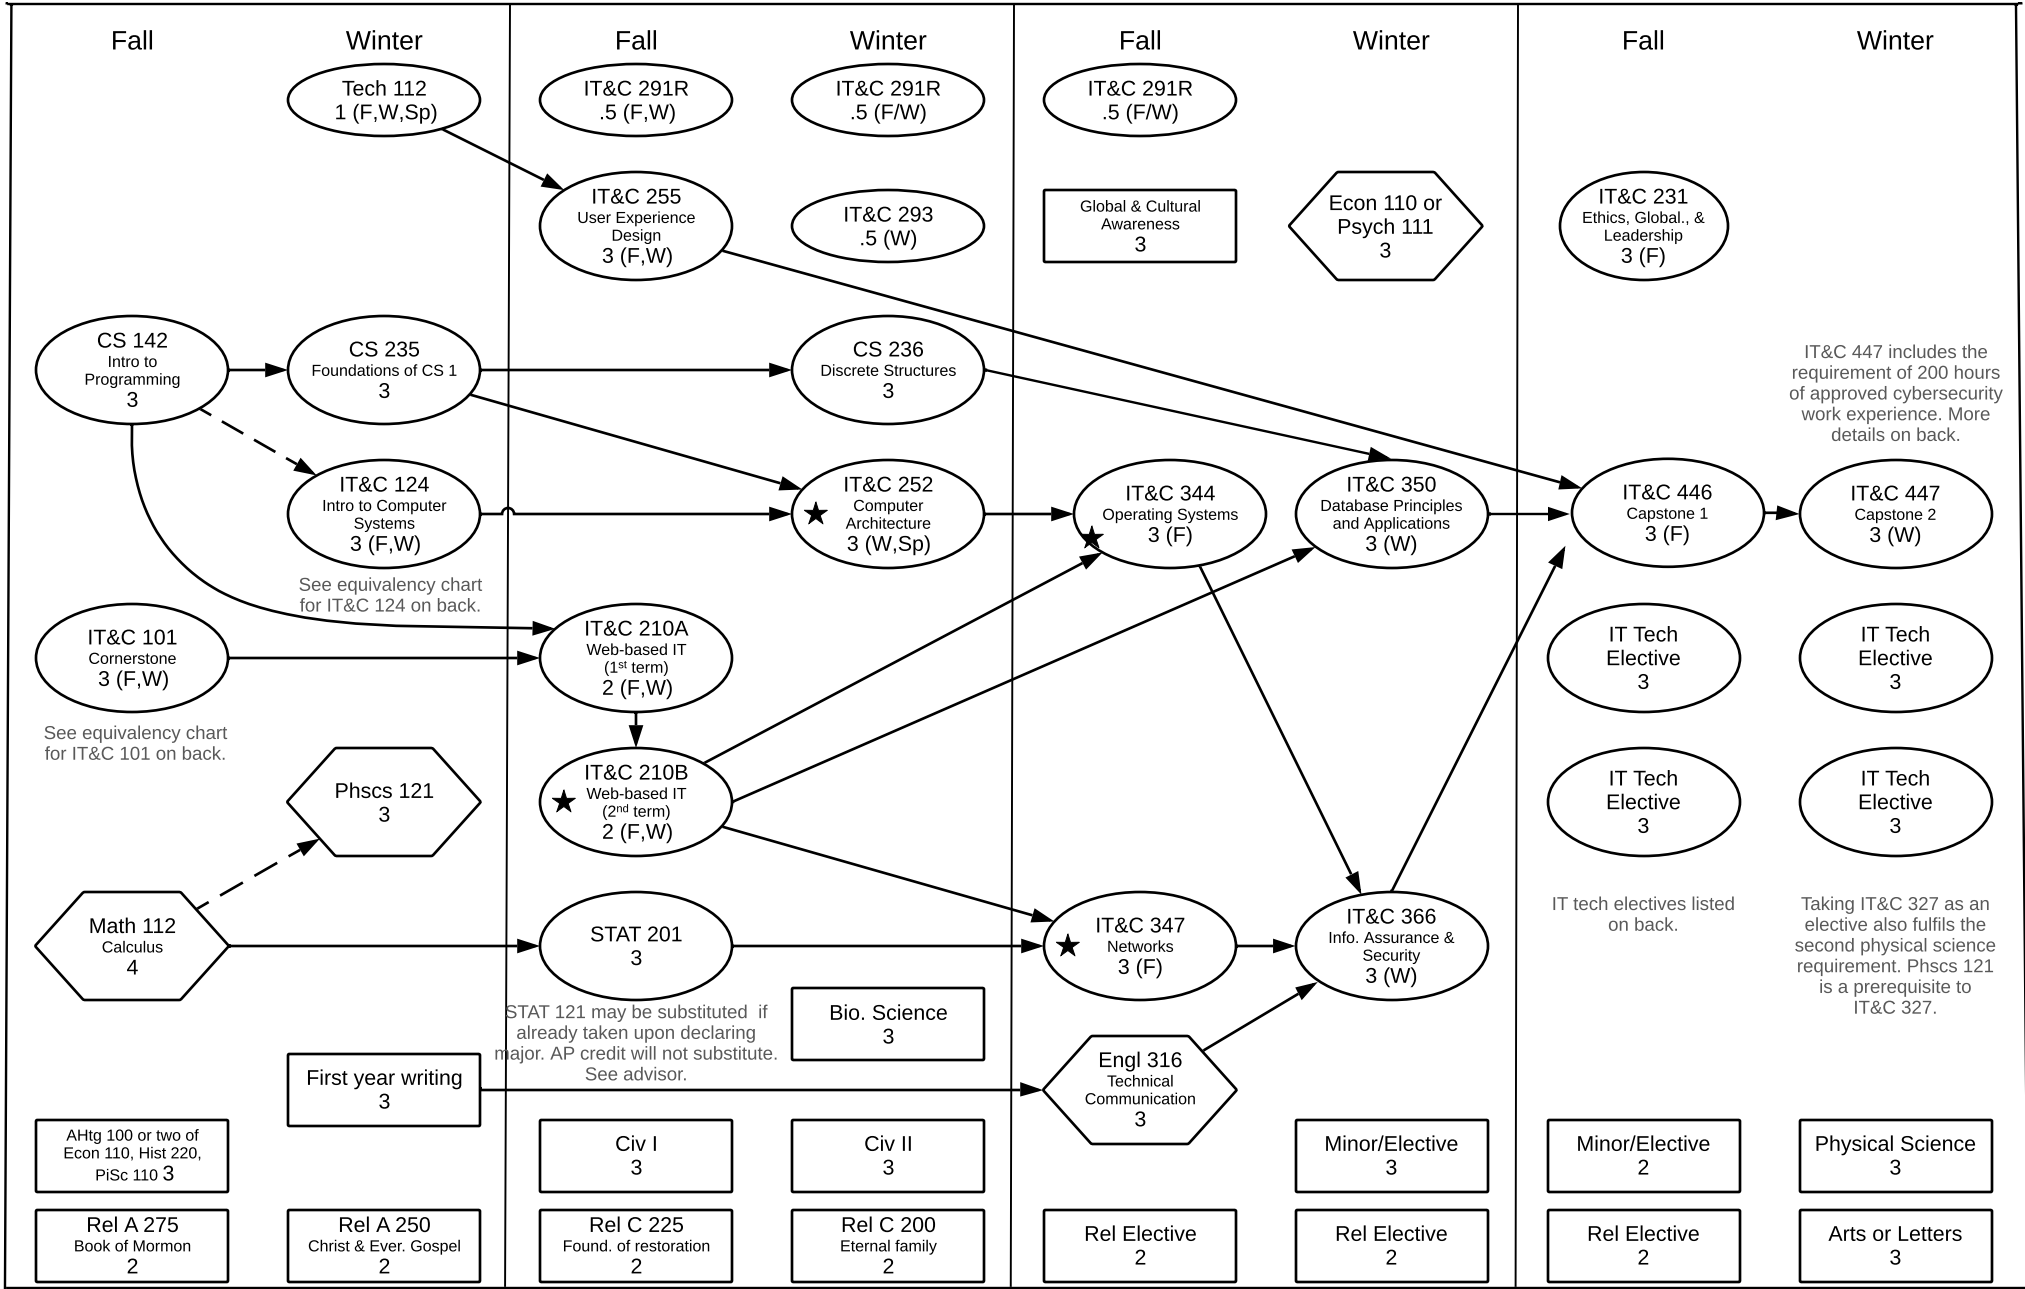 Fall
Winter
Fall
Winter
Fall
Winter
Fall
Winter
Tech 112
1 (F,W,Sp)
IT&C 291R
.5 (F,W)
IT&C 291R
.5 (F/W)
IT&C 291R
.5 (F/W)
IT&C 255
User Experience
Design
3 (F,W)
IT&C 293
.5 (W)
Global & Cultural
Awareness
3
Econ 110 or
Psych 111
3
IT&C 231
Ethics, Global., &
Leadership
3 (F)
CS 142
Intro to
Programming
3
CS 235
Foundations of CS 1
3
CS 236
Discrete Structures
3
IT&C 447 includes the
requirement of 200 hours
of approved cybersecurity
work experience. More
details on back.
IT&C 124
Intro to Computer
Systems
3 (F,W)
See equivalency chart
for IT&C 124 on back.
IT&C 252
Computer
Architecture
3 (W,Sp)
IT&C 344
Operating Systems
3 (F)
IT&C 350
Database Principles
and Applications
3 (W)
IT&C 446
Capstone 1
3 (F)
IT&C 447
Capstone 2
3 (W)
IT&C 101
Cornerstone
3 (F,W)
See equivalency chart
for IT&C 101 on back.
IT&C 210A
Web-based IT
(1st term)
2 (F,W)
IT Tech
Elective
3
IT Tech
Elective
3
Phscs 121
3
IT&C 210B
Web-based IT
(2nd term)
2 (F,W)
IT Tech
Elective
3
IT Tech
Elective
3
Math 112
Calculus
4
STAT 201
3
STAT 121 may be substituted if
already taken upon declaring
major. AP credit will not substitute.
See advisor.
IT&C 347
Networks
3 (F)
IT&C 366
Info. Assurance &
Security
3 (W)
IT tech electives listed
on back.
Taking IT&C 327 as an
elective also fulfils the
second physical science
requirement. Phscs 121
is a prerequisite to
IT&C 327.
Bio. Science
3
First year writing
3
Engl 316
Technical
Communication
3
AHtg 100 or two of
Econ 110, Hist 220,
PiSc 110 3
Civ I
3
Civ II
3
Minor/Elective
3
Minor/Elective
2
Physical Science
3
Rel A 275
Book of Mormon
2
Rel A 250
Christ & Ever. Gospel
2
Rel C 225
Found. of restoration
2
Rel C 200
Eternal family
2
Rel Elective
2
Rel Elective
2
Rel Elective
2
Arts or Letters
3